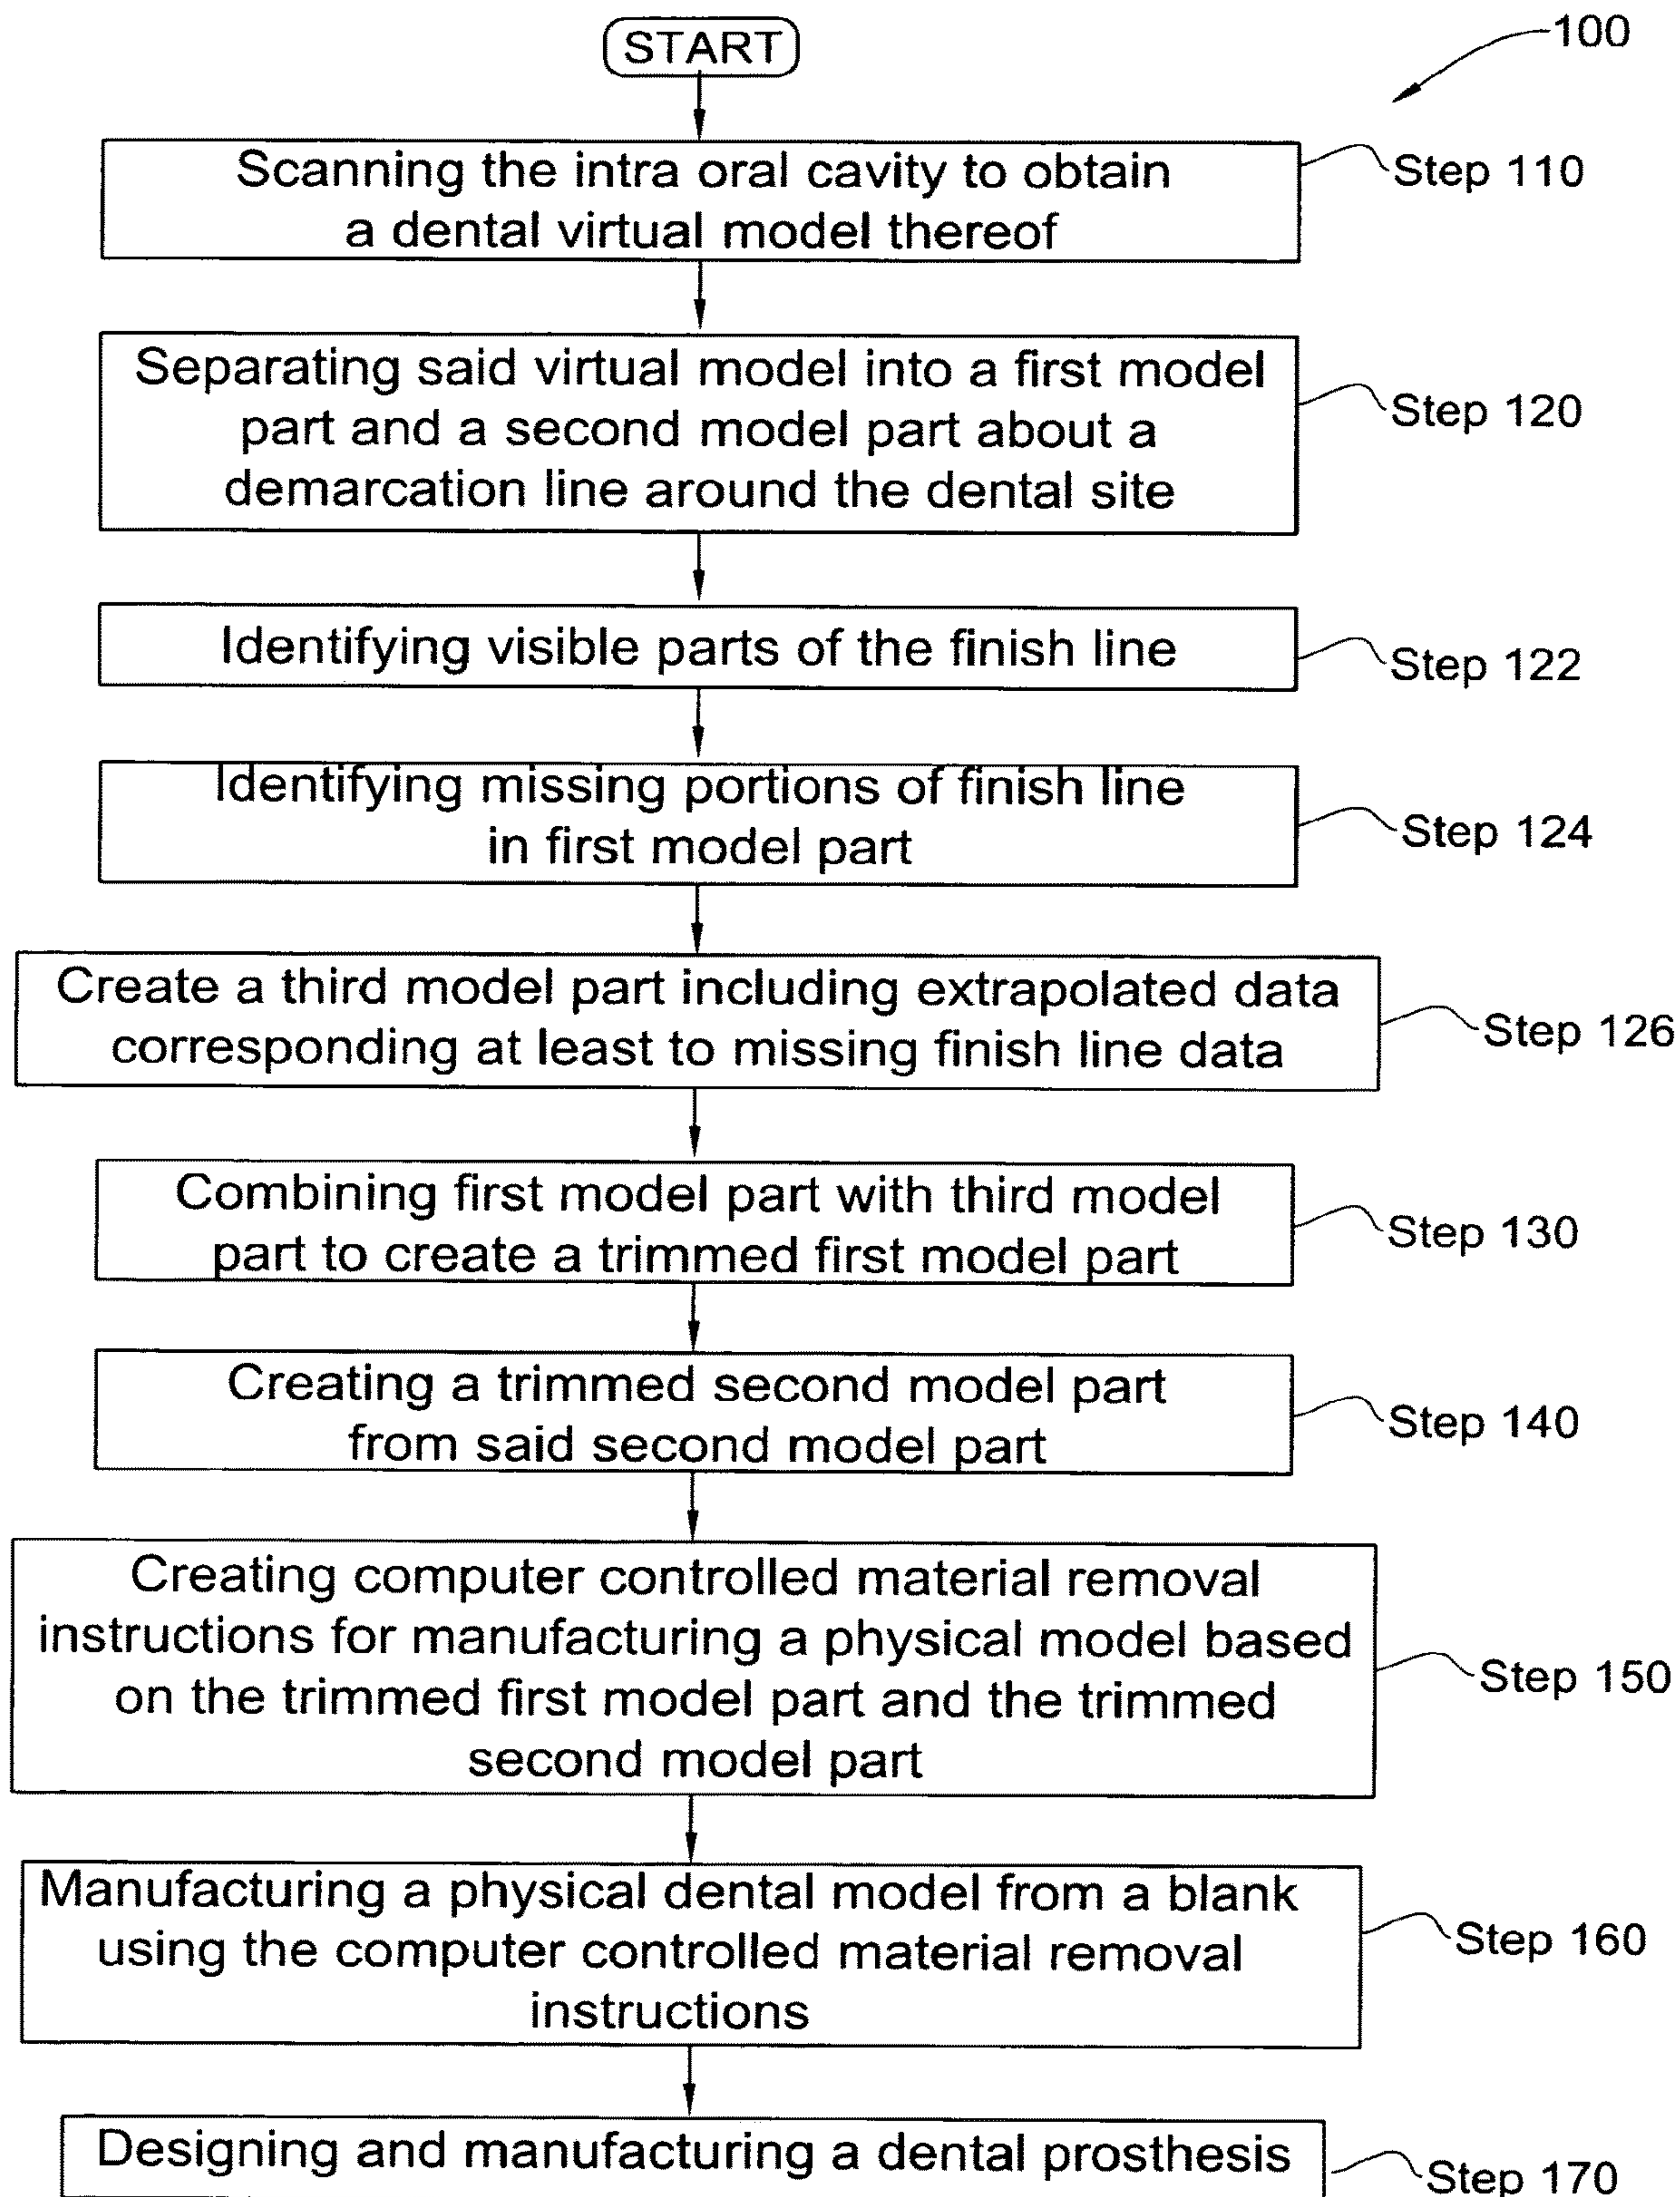 START
100
Scanning the intra oral cavity to obtain
a dental virtual model thereof
Step 110
Separating said virtual model into a first model
part and a second model part about a
demarcation line around the dental site
Step 120
Identifying visible parts of the finish line
Step 122
Identifying missing portions of finish line
in first model part
Step 124
Create a third model part including extrapolated data
corresponding at least to missing finish line data
Step 126
Combining first model part with third model
part to create a trimmed first model part
Step 130
Creating a trimmed second model part
from said second model part
Step 140
Creating computer controlled material removal
instructions for manufacturing a physical model based
on the trimmed first model part and the trimmed
second model part
Step 150
Manufacturing a physical dental model from a blank
using the computer controlled material removal
instructions
Step 160
Designing and manufacturing a dental prosthesis
Step 170